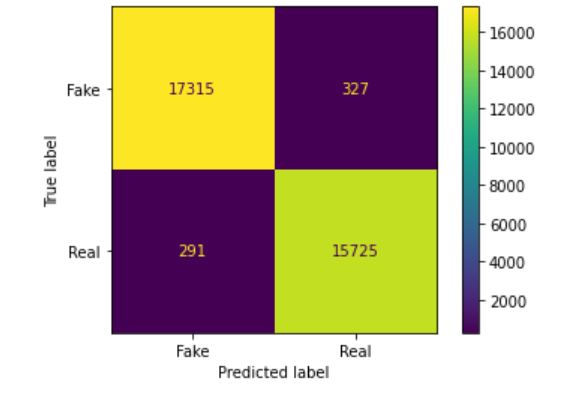 Fake
17315 327
Real
291 15725
Fake Real
Predicted label
True label
16000
14000
12000
10000
8000
6000
4000
2000